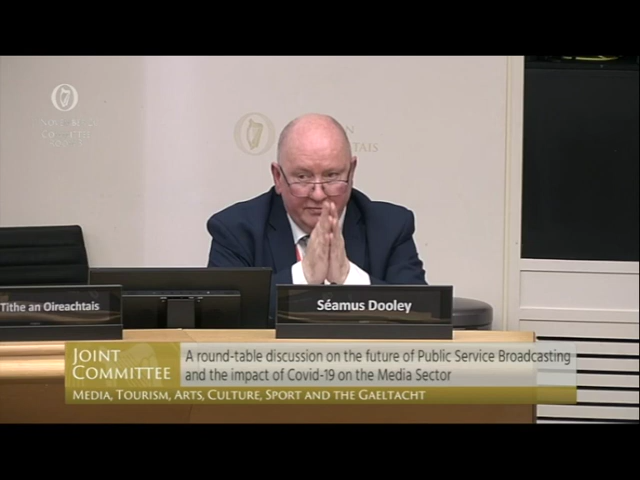 TAIS
Tithe an Oireachtais
Séamus Dooley
JOINT COMMITTEE
A round-table discussion on the future of Public Service Broadcasting
and the impact of Covid-19 on the Media Sector
MEDIA, TOURISM, ARTS, CULTURE, SPORT AND THE GAELTACHT